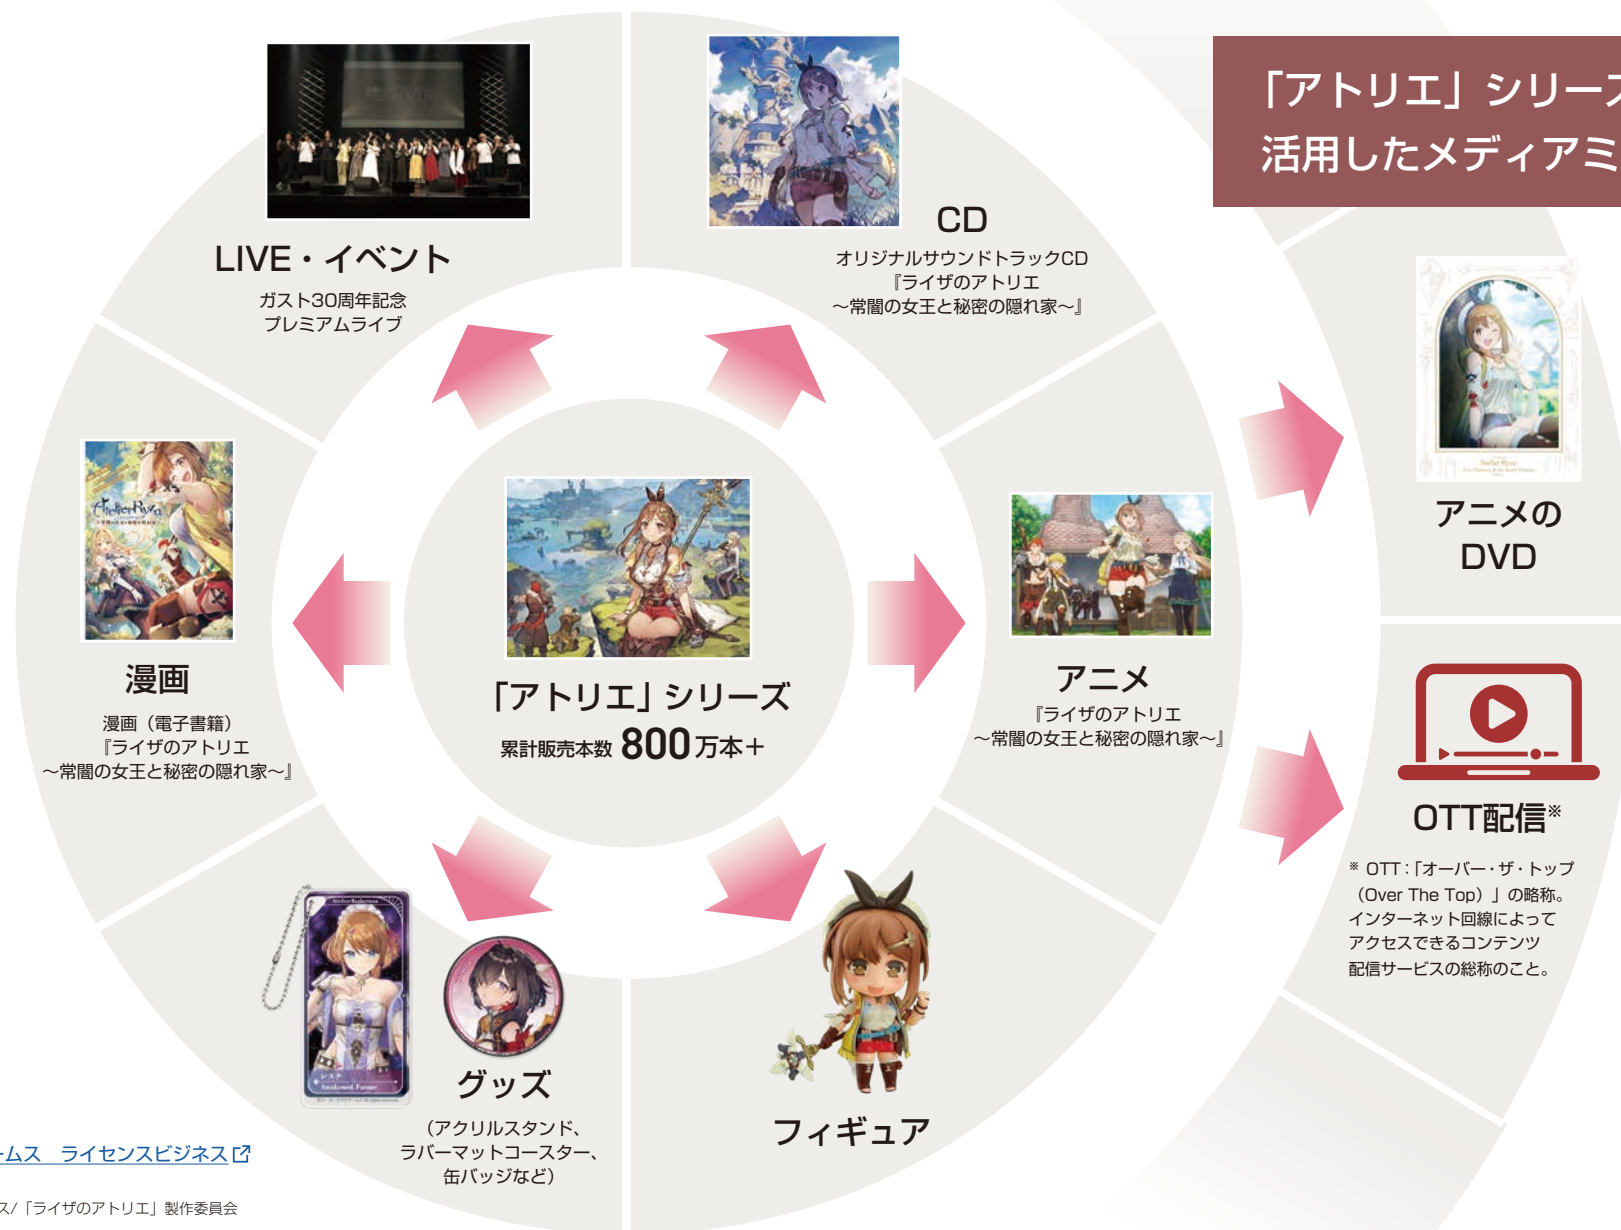 「アトリエ」シリーズ
活用したメディアミ
LIVE・イベント
ガスト30周年記念
プレミアムライブ
CD
オリジナルサウンドトラックCD
『ライザのアトリエ
〜常闇の女王と秘密の隠れ家〜』
アニメの
DVD
漫画
漫画（電子書籍）
『ライザのアトリエ
〜常闇の女王と秘密の隠れ家〜』
「アトリエ」シリーズ
累計販売本数 800万本＋
アニメ
『ライザのアトリエ
〜常闇の女王と秘密の隠れ家〜』
OTT配信※
※ OTT：「オーバー・ザ・トップ
（Over The Top）」の略称。
インターネット回線によって
アクセスできるコンテンツ
配信サービスの総称のこと。
Atelier Ryza
レスナ
Awakened Future
グッズ
（アクリルスタンド、
ラバーマットコースター、
缶バッジなど）
フィギュア
ームス　ライセンスビジネス
ス/「ライザのアトリエ」製作委員会